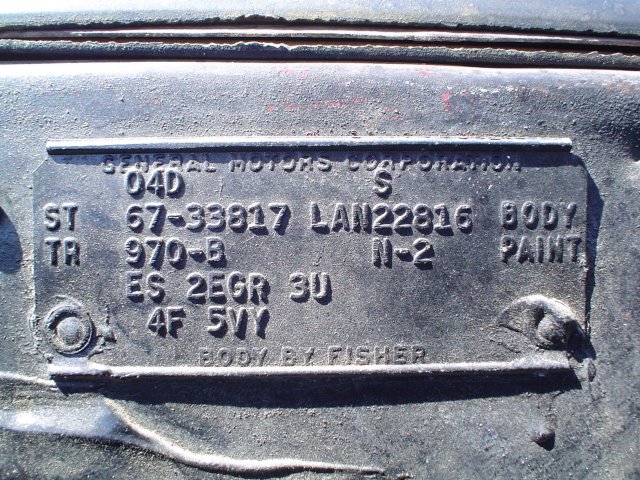 GENERAL MOTORS CORPORATION
04D S
ST 67-33817 LAN22816 BODY
TR 970-B N-2 PAINT
ES 2EGR 3U
4F 5VY
BODY BY FISHER